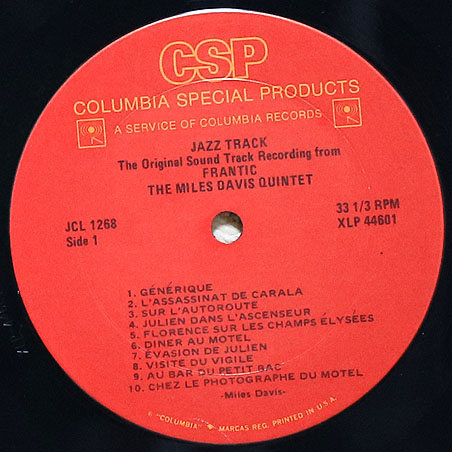 CSP
COLUMBIA SPECIAL PRODUCTS
A SERVICE OF COLUMBIA RECORDS
JAZZ TRACK
The Original Sound Track Recording from
FRANTIC
THE MILES DAVIS QUINTET
JCL 1268
Side 1
33 1/3 RPM
XLP 44601
1. GÉNÉRIQUE
2. L'ASSASSINAT DE CARALA
3. SUR L'AUTOROUTE
4. JULIEN DANS L'ASCENSEUR
5. FLORENCE SUR LES CHAMPS ÉLYSÉES
6. DINER AU MOTEL
7. ÉVASION DE JULIEN
8. VISITE DU VIGILE
9. AU BAR DU PETIT BAC
10. CHEZ LE PHOTOGRAPHE DU MOTEL
-Miles Davis-
® "COLUMBIA" MARCAS REG. PRINTED IN U.S.A.